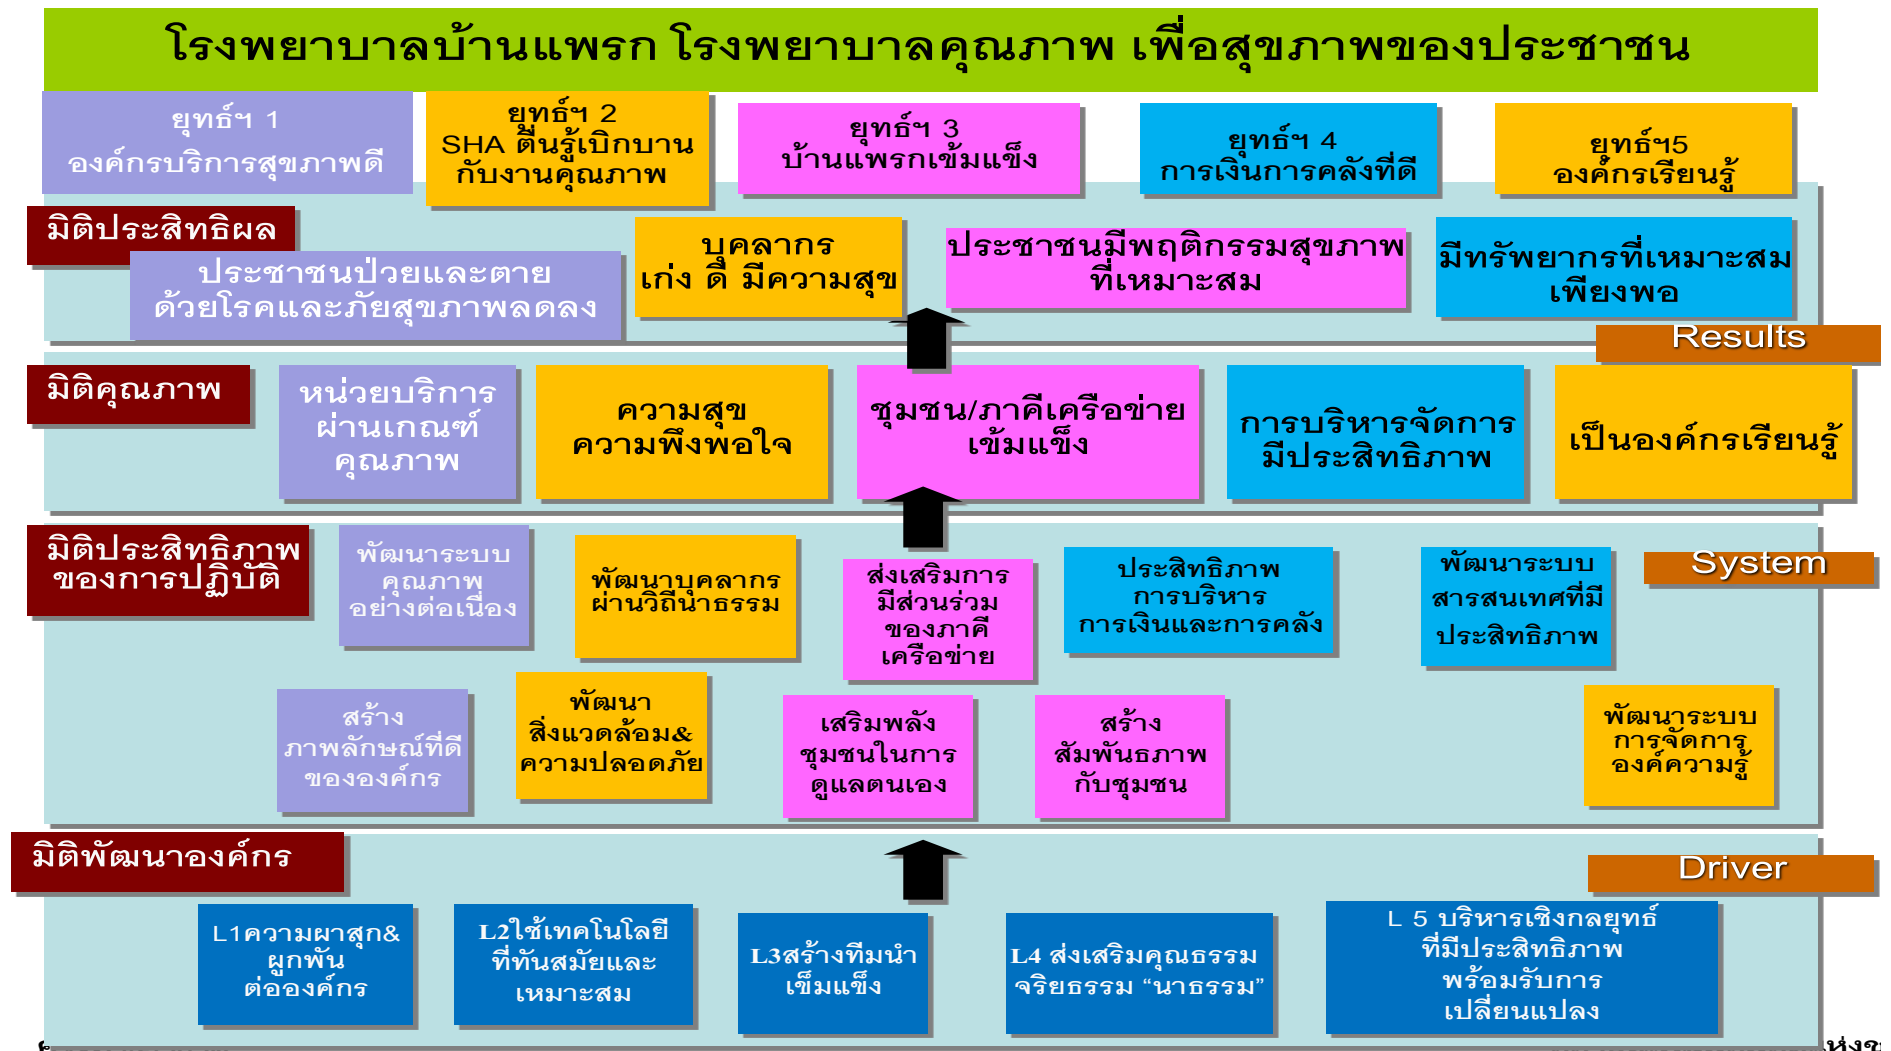 โรงพยาบาลบ้านแพรก โรงพยาบาลคุณภาพ เพื่อสุขภาพของประชาชน
ยุทธ์ฯ 1
องค์กรบริการสุขภาพดี
ยุทธ์ฯ 2
SHA ตื่นรู้เบิกบาน
กับงานคุณภาพ
ยุทธ์ฯ 3
บ้านแพรกเข้มแข็ง
ยุทธ์ฯ 4
การเงินการคลังที่ดี
ยุทธ์ฯ5
องค์กรเรียนรู้
มิติประสิทธิผล
ประชาชนป่วยและตาย
ด้วยโรคและภัยสุขภาพลดลง
บุคลากร
เก่ง ดี มีความสุข
ประชาชนมีพฤติกรรมสุขภาพ
ที่เหมาะสม
มีทรัพยากรที่เหมาะสม
เพียงพอ
Results
มิติคุณภาพ
หน่วยบริการ
ผ่านเกณฑ์
คุณภาพ
ความสุข
ความพึงพอใจ
ชุมชน/ภาคีเครือข่าย
เข้มแข็ง
การบริหารจัดการ
มีประสิทธิภาพ
เป็นองค์กรเรียนรู้
มิติประสิทธิภาพ
ของการปฏิบัติ
พัฒนาระบบ
คุณภาพ
อย่างต่อเนื่อง
พัฒนาบุคลากร
ผ่านวิถีนาธรรม
ส่งเสริมการ
มีส่วนร่วม
ของภาคี
เครือข่าย
ประสิทธิภาพ
การบริหาร
การเงินและการคลัง
พัฒนาระบบ
สารสนเทศที่มี
ประสิทธิภาพ
System
สร้าง
ภาพลักษณ์ที่ดี
ขององค์กร
พัฒนา
สิ่งแวดล้อม&
ความปลอดภัย
เสริมพลัง
ชุมชนในการ
ดูแลตนเอง
สร้าง
สัมพันธภาพ
กับชุมชน
พัฒนาระบบ
การจัดการ
องค์ความรู้
มิติพัฒนาองค์กร
Driver
L1ความผาสุก&
ผูกพัน
ต่อองค์กร
L2ใช้เทคโนโลยี
ที่ทันสมัยและ
เหมาะสม
L3สร้างทีมนำ
เข็มแข็ง
L4 ส่งเสริมคุณธรรม
จริยธรรม “นาธรรม”
L 5 บริหารเชิงกลยุทธ์
ที่มีประสิทธิภาพ
พร้อมรับการ
เปลี่ยนแปลง